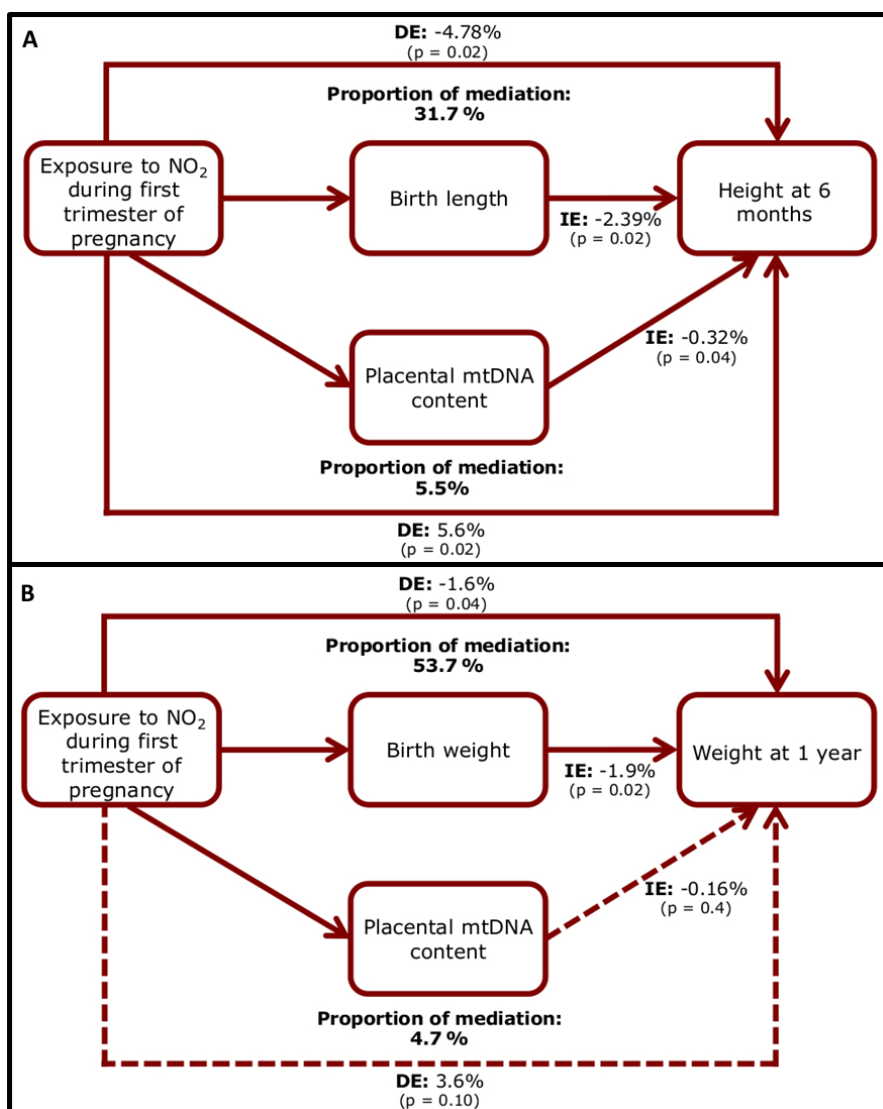 A
DE: -4.78%
(p = 0.02)
Proportion of mediation:
31.7 %
Exposure to NO₂
during first
trimester of
pregnancy
Birth length
IE: -2.39%
(p = 0.02)
Height at 6
months
Placental mtDNA
content
IE: -0.32%
(p = 0.04)
Proportion of mediation:
5.5%
DE: 5.6%
(p = 0.02)
B
DE: -1.6%
(p = 0.04)
Proportion of mediation:
53.7 %
Exposure to NO₂
during first
trimester of
pregnancy
Birth weight
IE: -1.9%
(p = 0.02)
Weight at 1 year
Placental mtDNA
content
IE: -0.16%
(p = 0.4)
Proportion of mediation:
4.7 %
DE: 3.6%
(p = 0.10)